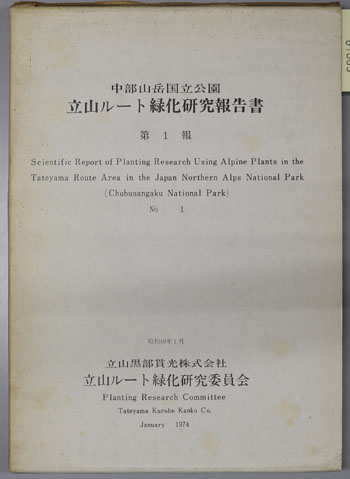 中部山岳国立公園
立山ルート緑化研究報告書
第 1 報
Scientific Report of Planting Research Using Alpine Plants in the
Tateyama Route Area in the Japan Northern Alps National Park
(Chubusangaku National Park)
No. 1
昭和49年1月
立山黒部貫光株式会社
立山ルート緑化研究委員会
Planting Research Committee
Tateyama Kurobe Kanko Co.
January 1974